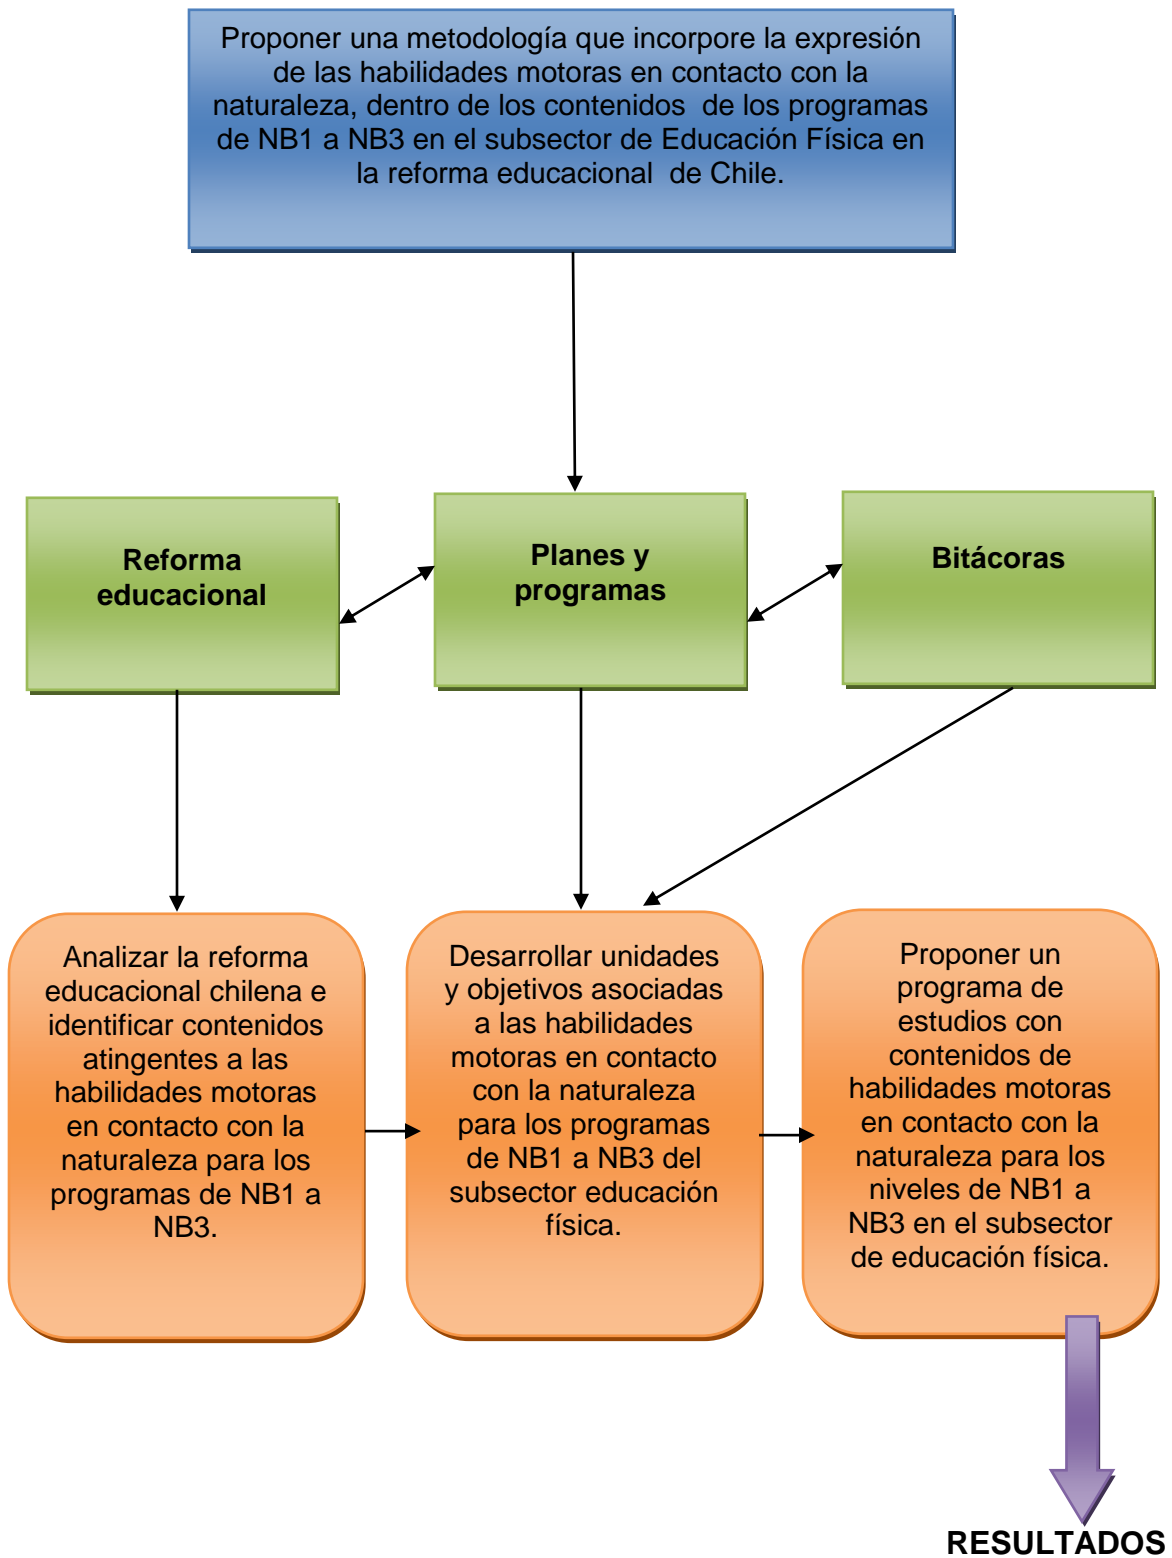 Proponer una metodología que incorpore la expresión
de las habilidades motoras en contacto con la
naturaleza, dentro de los contenidos  de los programas
de NB1 a NB3 en el subsector de Educación Física en
la reforma educacional  de Chile.
Reforma
educacional
Planes y
programas
Bitácoras
Analizar la reforma
educacional chilena e
identificar contenidos
atingentes a las
habilidades motoras
en contacto con la
naturaleza para los
programas de NB1 a
NB3.
Desarrollar unidades
y objetivos asociadas
a las habilidades
motoras en contacto
con la naturaleza
para los programas
de NB1 a NB3 del
subsector educación
física.
Proponer un
programa de
estudios con
contenidos de
habilidades motoras
en contacto con la
naturaleza para los
niveles de NB1 a
NB3 en el subsector
de educación física.
RESULTADOS